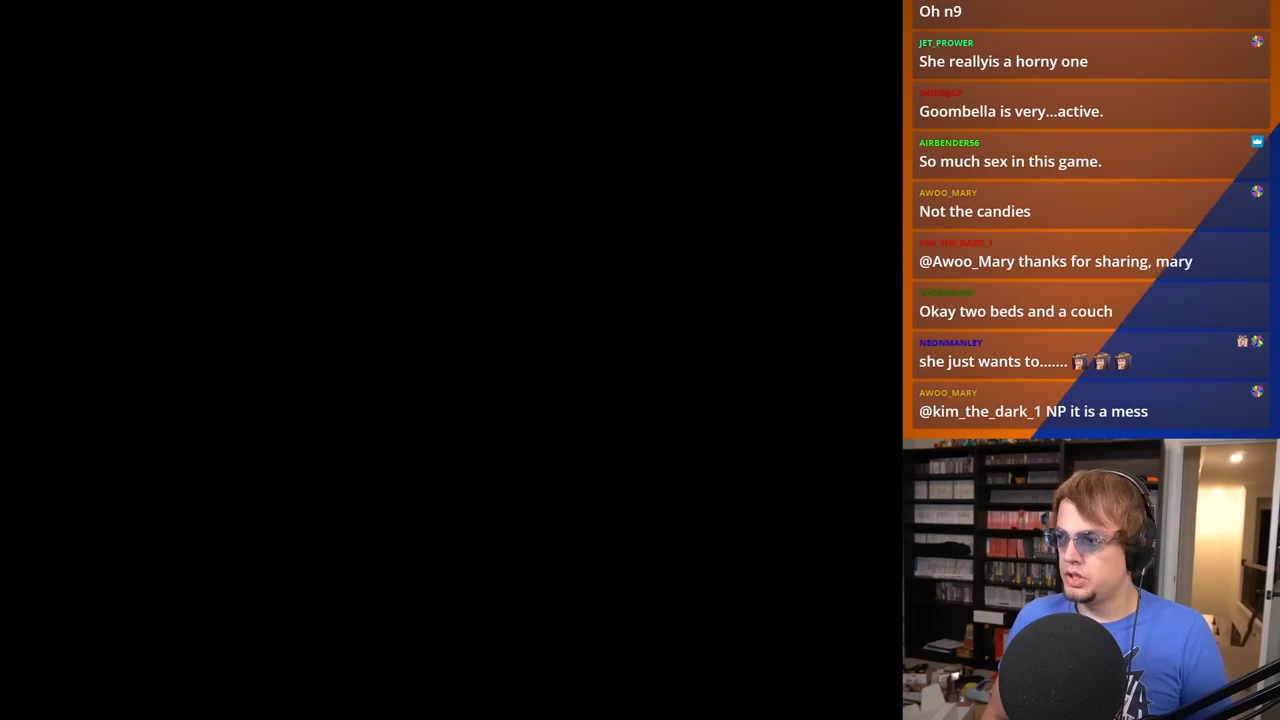 Oh n9
JET_PROWER
She reallyis a horny one
Goombella is very...active.
AIRBENDER56
So much sex in this game.
AWOO_MARY
Not the candies
KIM_THE_DARK_1
@Awoo_Mary thanks for sharing, mary
Okay two beds and a couch
NEONMANLEY
she just wants to.......
AWOO_MARY
@kim_the_dark_1 NP it is a mess